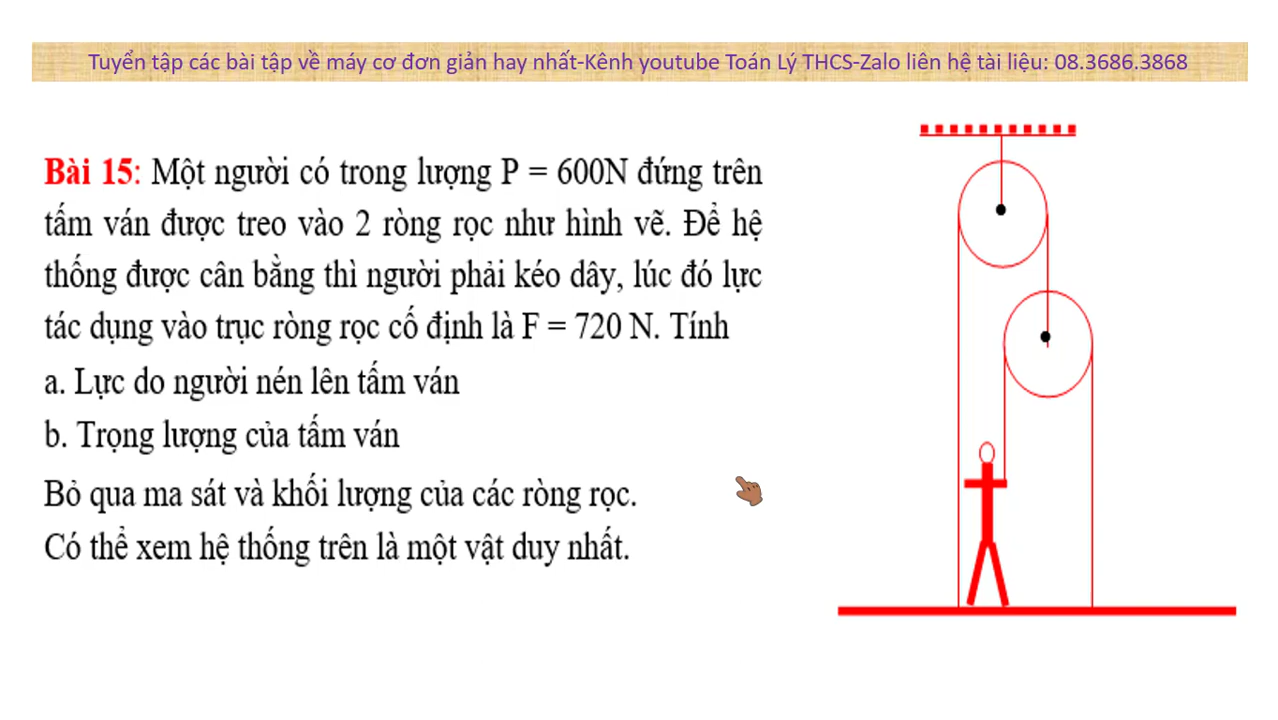 Tuyển tập các bài tập về máy cơ đơn giản hay nhất-Kênh youtube Toán Lý THCS-Zalo liên hệ tài liệu: 08.3686.3868
Bài 15: Một người có trong lượng P = 600N đứng trên
tấm ván được treo vào 2 ròng rọc như hình vẽ. Để hệ
thống được cân bằng thì người phải kéo dây, lúc đó lực
tác dụng vào trục ròng rọc cố định là F = 720 N. Tính
a. Lực do người nén lên tấm ván
b. Trọng lượng của tấm ván
Bỏ qua ma sát và khối lượng của các ròng rọc.
Có thể xem hệ thống trên là một vật duy nhất.